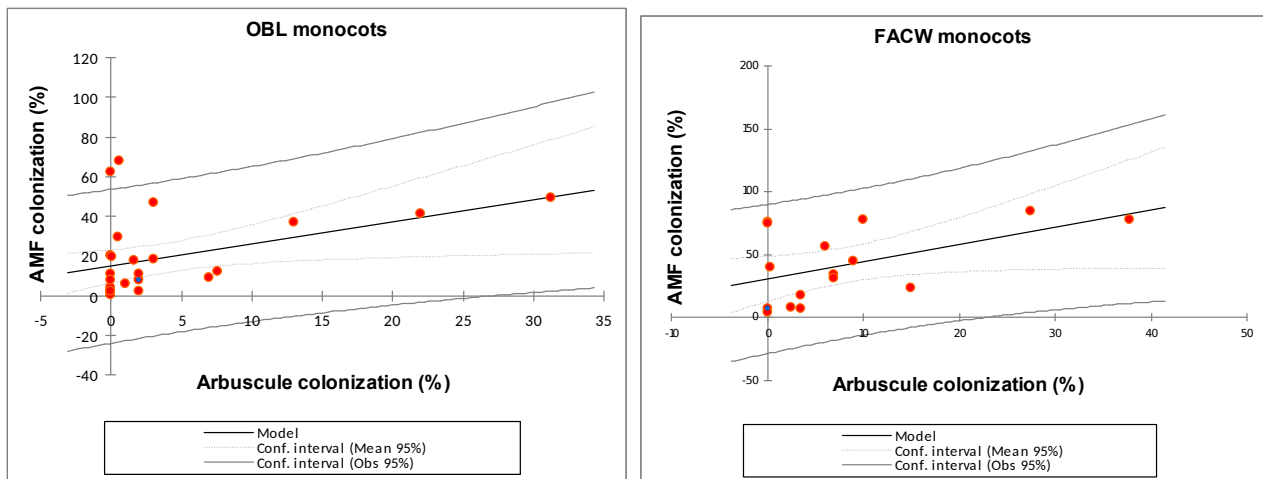 OBL monocots
120
100
80
60
40
20
0
-20
-40
-5 0 5 10 15 20 25 30 35
AMF colonization (%)
Arbuscule colonization (%)
Model
Conf. interval (Mean 95%)
Conf. interval (Obs 95%)
FACW monocots
200
150
100
50
0
-50
-10 0 10 20 30 40 50
AMF colonization (%)
Arbuscule colonization (%)
Model
Conf. interval (Mean 95%)
Conf. interval (Obs 95%)